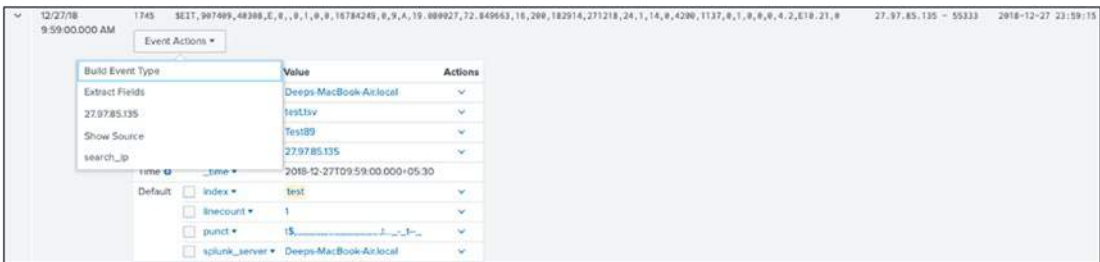 12/27/18 1745 $EIT,907409,48308,E,0,,0,1,0,0,16784249,0,9,A,19.080027,72.849663,16,200,182914,271218,24.1,14,0,4200,1137,0,1,0,0,0,4.2,E10.21,0 27.97.85.135 - 55333 2018-12-27 23:59:15
9:59:00.000 AM
Event Actions
Build Event Type
Extract Fields
27.97.85.135
Show Source
search_ip
Value Actions
Deeps-MacBook-Air.local
test.tsv
Test89
27.97.85.135
Time _time 2018-12-27T09:59:00.000+05:30
Default index test
linecount 1
punct
splunk_server Deeps-MacBook-Air.local